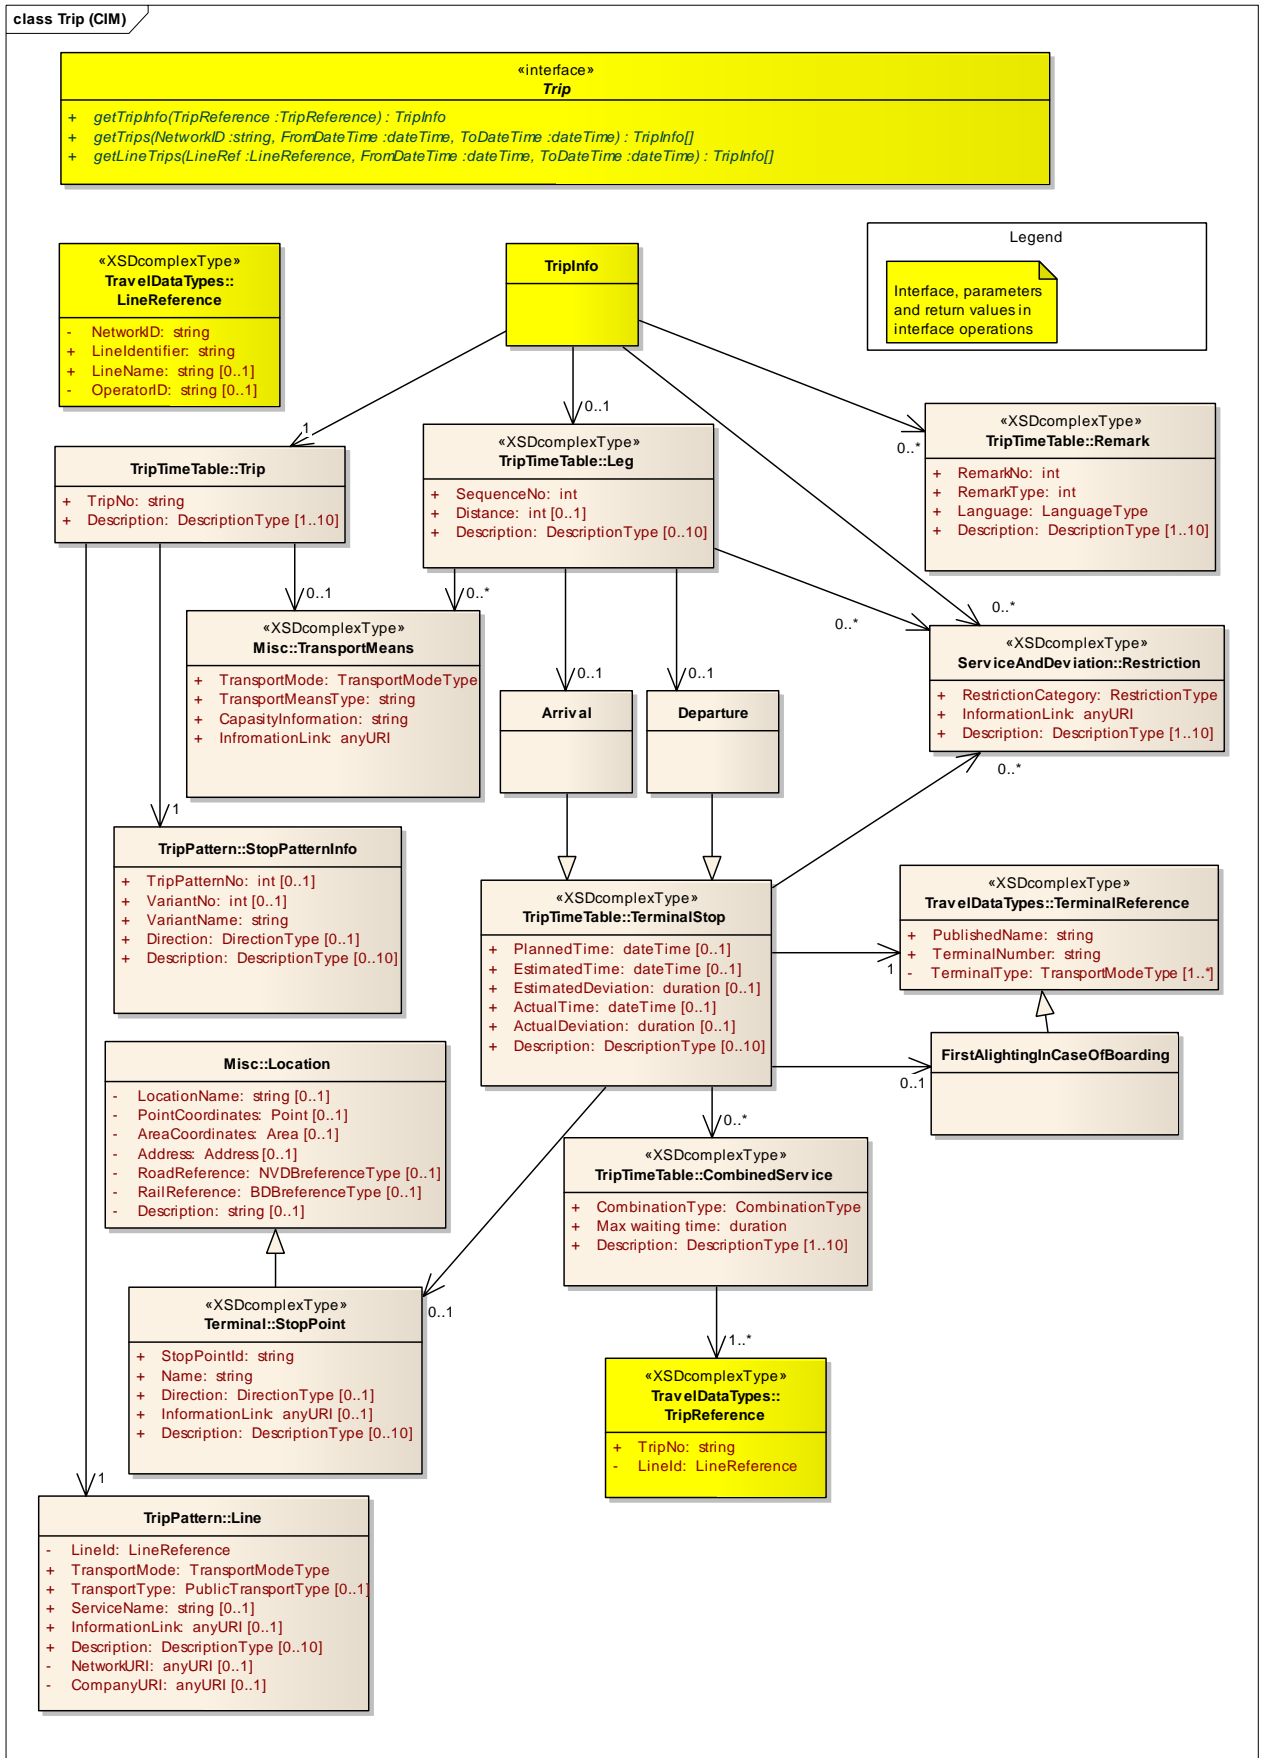 class Trip (CIM)
«interface»
Trip
+ getTripInfo(TripReference :TripReference) : TripInfo
+ getTrips(NetworkID :string, FromDateTime :dateTime, ToDateTime :dateTime) : TripInfo[]
+ getLineTrips(LineRef :LineReference, FromDateTime :dateTime, ToDateTime :dateTime) : TripInfo[]
Legend
Interface, parameters
and return values in
interface operations
«XSDcomplexType»
TravelDataTypes::
LineReference
- NetworkID: string
+ LineIdentifier: string
+ LineName: string [0..1]
- OperatorID: string [0..1]
TripInfo
1
0..1
0..*
0..*
TripTimeTable::Trip
+ TripNo: string
+ Description: DescriptionType [1..10]
«XSDcomplexType»
TripTimeTable::Leg
+ SequenceNo: int
+ Distance: int [0..1]
+ Description: DescriptionType [0..10]
«XSDcomplexType»
TripTimeTable::Remark
+ RemarkNo: int
+ RemarkType: int
+ Language: LanguageType
+ Description: DescriptionType [1..10]
0..1
0..*
0..*
0..1
0..1
«XSDcomplexType»
Misc::TransportMeans
+ TransportMode: TransportModeType
+ TransportMeansType: string
+ CapasityInformation: string
+ InfromationLink: anyURI
Arrival
Departure
«XSDcomplexType»
ServiceAndDeviation::Restriction
+ RestrictionCategory: RestrictionType
+ InformationLink: anyURI
+ Description: DescriptionType [1..10]
0..*
1
TripPattern::StopPatternInfo
+ TripPatternNo: int [0..1]
+ VariantNo: int [0..1]
+ VariantName: string
+ Direction: DirectionType [0..1]
+ Description: DescriptionType [0..10]
«XSDcomplexType»
TripTimeTable::TerminalStop
+ PlannedTime: dateTime [0..1]
+ EstimatedTime: dateTime [0..1]
+ EstimatedDeviation: duration [0..1]
+ ActualTime: dateTime [0..1]
+ ActualDeviation: duration [0..1]
+ Description: DescriptionType [0..10]
«XSDcomplexType»
TravelDataTypes::TerminalReference
+ PublishedName: string
+ TerminalNumber: string
- TerminalType: TransportModeType [1..*]
1
FirstAlightingInCaseOfBoarding
0..1
Misc::Location
- LocationName: string [0..1]
- PointCoordinates: Point [0..1]
- AreaCoordinates: Area [0..1]
- Address: Address [0..1]
- RoadReference: NVDBreferenceType [0..1]
- RailReference: BDBreferenceType [0..1]
- Description: string [0..1]
0..*
«XSDcomplexType»
TripTimeTable::CombinedService
+ CombinationType: CombinationType
+ Max waiting time: duration
+ Description: DescriptionType [1..10]
0..1
«XSDcomplexType»
Terminal::StopPoint
+ StopPointId: string
+ Name: string
+ Direction: DirectionType [0..1]
+ InformationLink: anyURI [0..1]
+ Description: DescriptionType [0..10]
1..*
«XSDcomplexType»
TravelDataTypes::
TripReference
+ TripNo: string
- LineId: LineReference
1
TripPattern::Line
- LineId: LineReference
+ TransportMode: TransportModeType
+ TransportType: PublicTransportType [0..1]
+ ServiceName: string [0..1]
+ InformationLink: anyURI [0..1]
+ Description: DescriptionType [0..10]
- NetworkURI: anyURI [0..1]
- CompanyURI: anyURI [0..1]